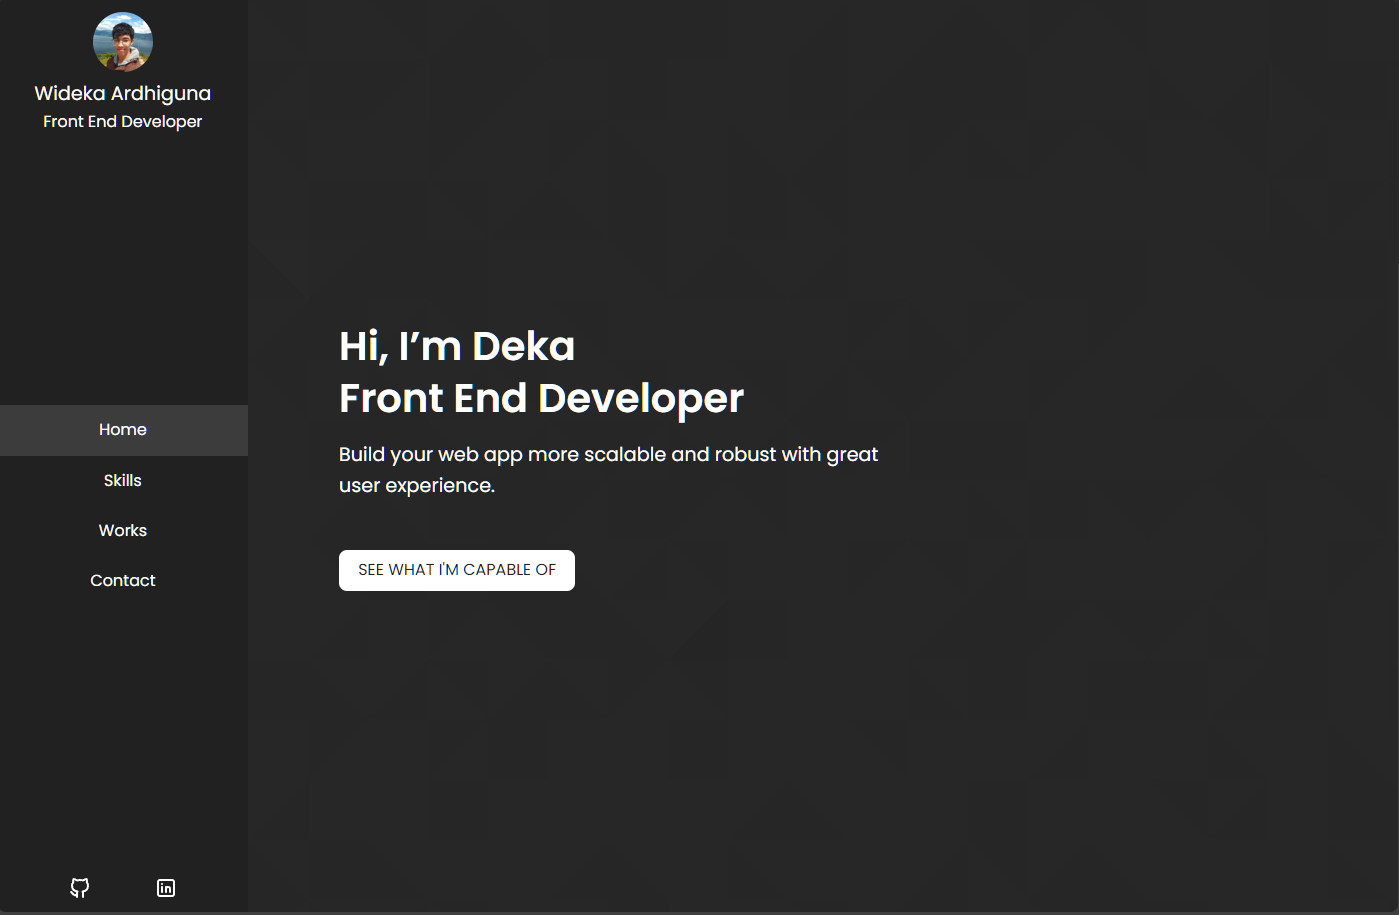 Wideka Ardhiguna
Front End Developer
Home
Skills
Works
Contact
Hi, I’m Deka
Front End Developer
Build your web app more scalable and robust with great
user experience.
SEE WHAT I'M CAPABLE OF
in